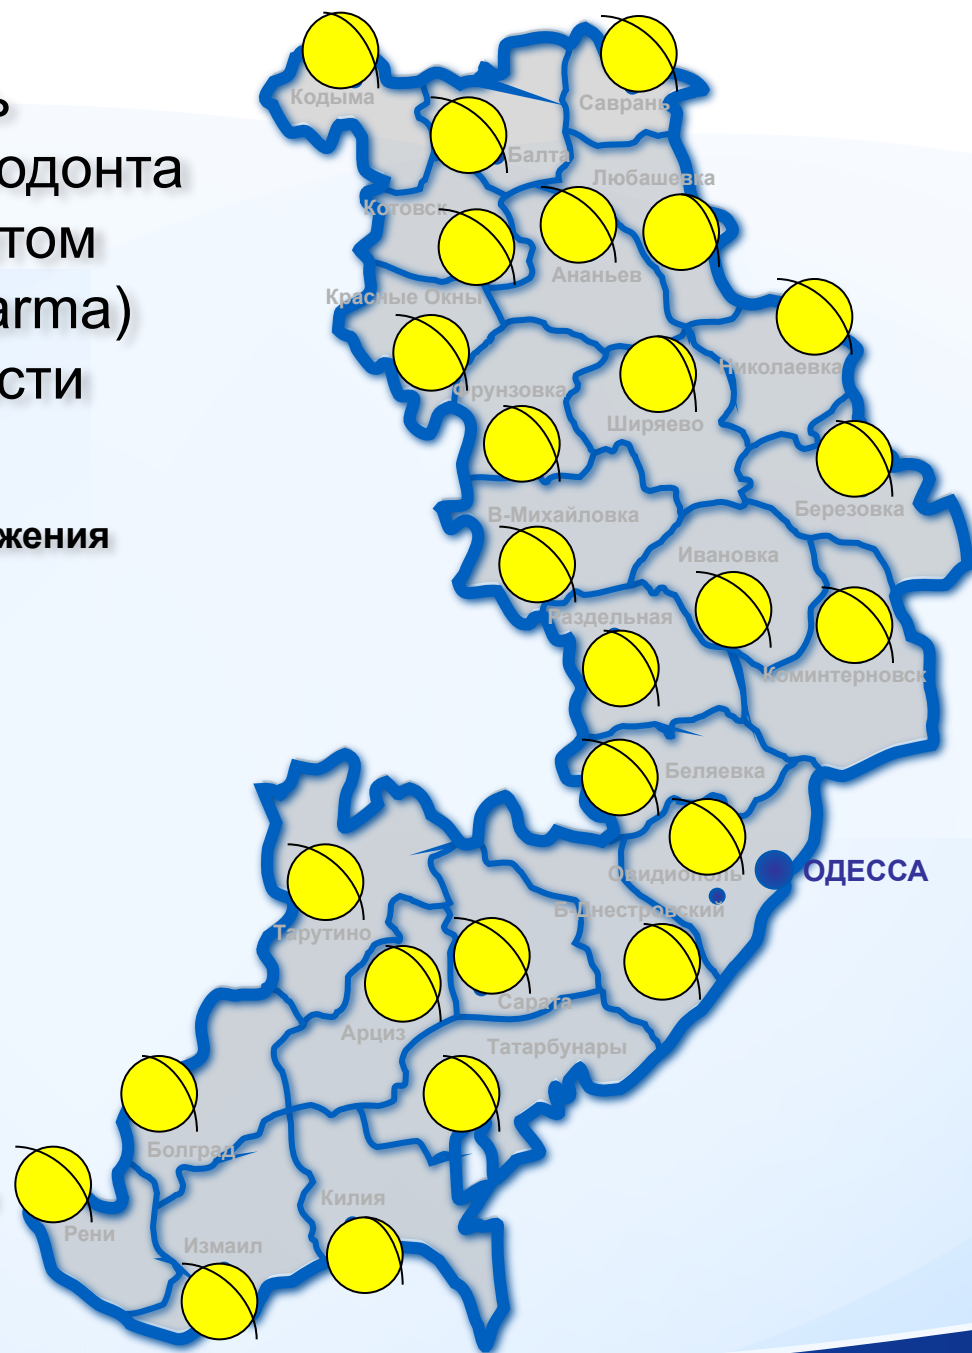 ь
одонта
том
arma)
сти
жения
Кодыма
Саврань
Балта
Любашевка
Котовск
Ананьев
Красные Окны
Николаевка
Фрунзовка
Ширяево
В-Михайловка
Березовка
Ивановка
Раздельная
Коминтерновск
Беляевка
ОДЕССА
Овидиополь
Б-Днестровский
Тарутино
Сарата
Арциз
Татарбунары
Болград
Килия
Рени
Измаил